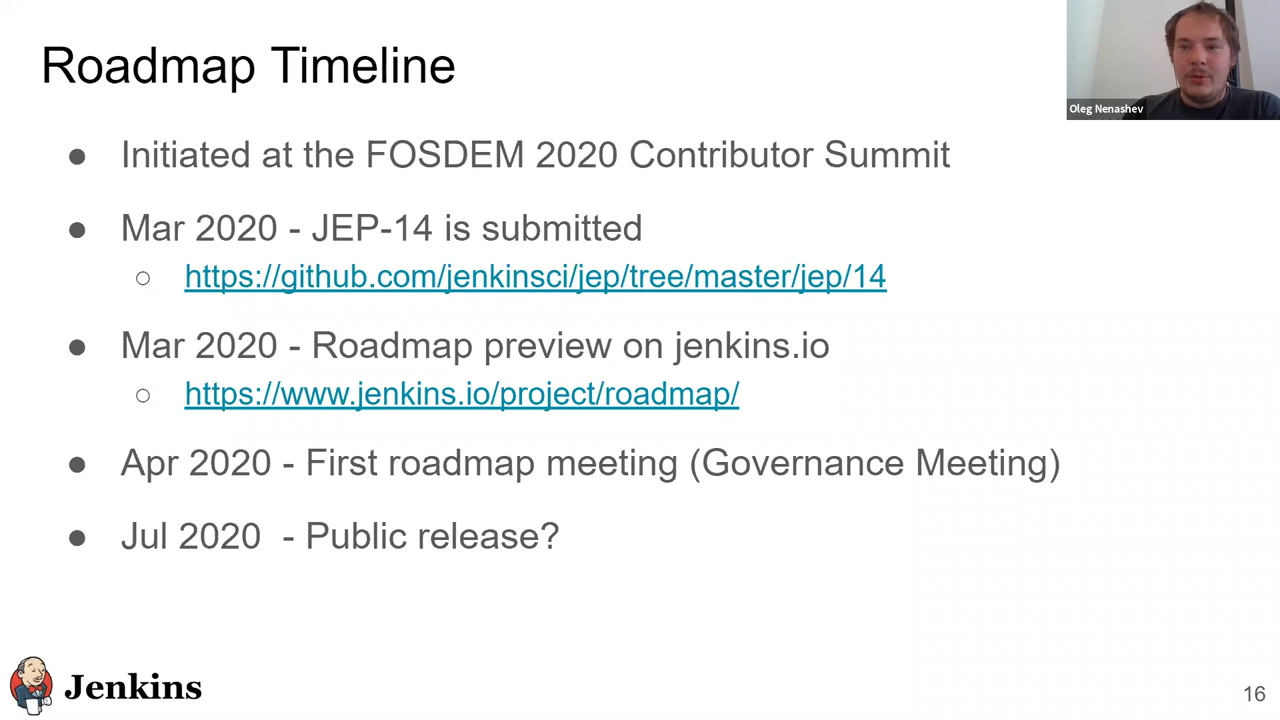 Roadmap Timeline
Oleg Nenashev
● Initiated at the FOSDEM 2020 Contributor Summit
● Mar 2020 - JEP-14 is submitted
○ https://github.com/jenkinsci/jep/tree/master/jep/14
● Mar 2020 - Roadmap preview on jenkins.io
○ https://www.jenkins.io/project/roadmap/
● Apr 2020 - First roadmap meeting (Governance Meeting)
● Jul 2020  - Public release?
Jenkins
16